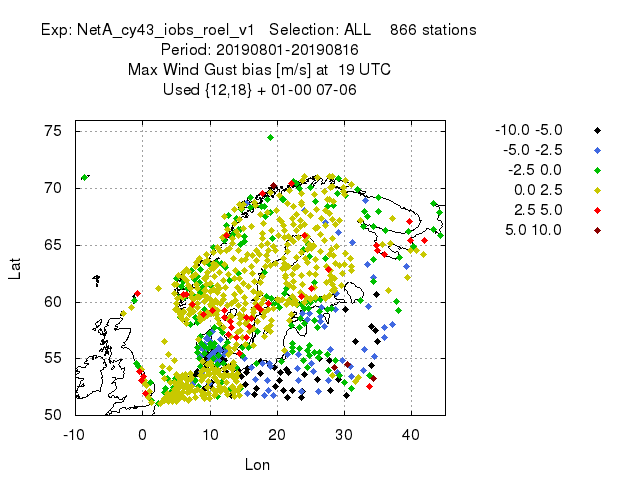 Exp: NetA_cy43_iobs_roel_v1   Selection: ALL    866 stations
Period: 20190801-20190816
Max Wind Gust bias [m/s] at  19 UTC
Used {12,18} + 01-00 07-06
-10.0 -5.0
-5.0 -2.5
-2.5 0.0
0.0 2.5
2.5 5.0
5.0 10.0
75
70
65
60
55
50
Lat
-10 0 10 20 30 40
Lon